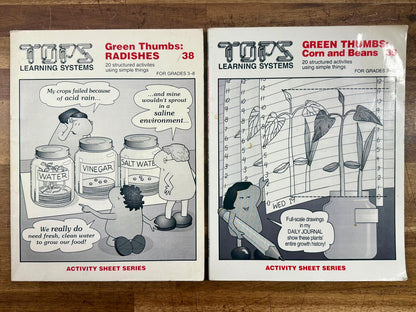 TOPS
LEARNING SYSTEMS
Green Thumbs:
RADISHES
38
20 structured activites
using simple things
FOR GRADES 3-8
My crops failed because
of acid rain...
...and mine
wouldn't sprout in
a saline
environment...
WATER
VINEGAR
SALT WATER
We really do
need fresh, clean water
to grow our food!
ACTIVITY SHEET SERIES
TOPS
LEARNING SYSTEMS
GREEN THUMBS:
Corn and Beans
20 structured activites
using simple things
FOR GRADES
WED
Full-scale drawings
in my
DAILY JOURNAL
show these plants'
entire growth history!
ACTIVITY SHEET SERIES